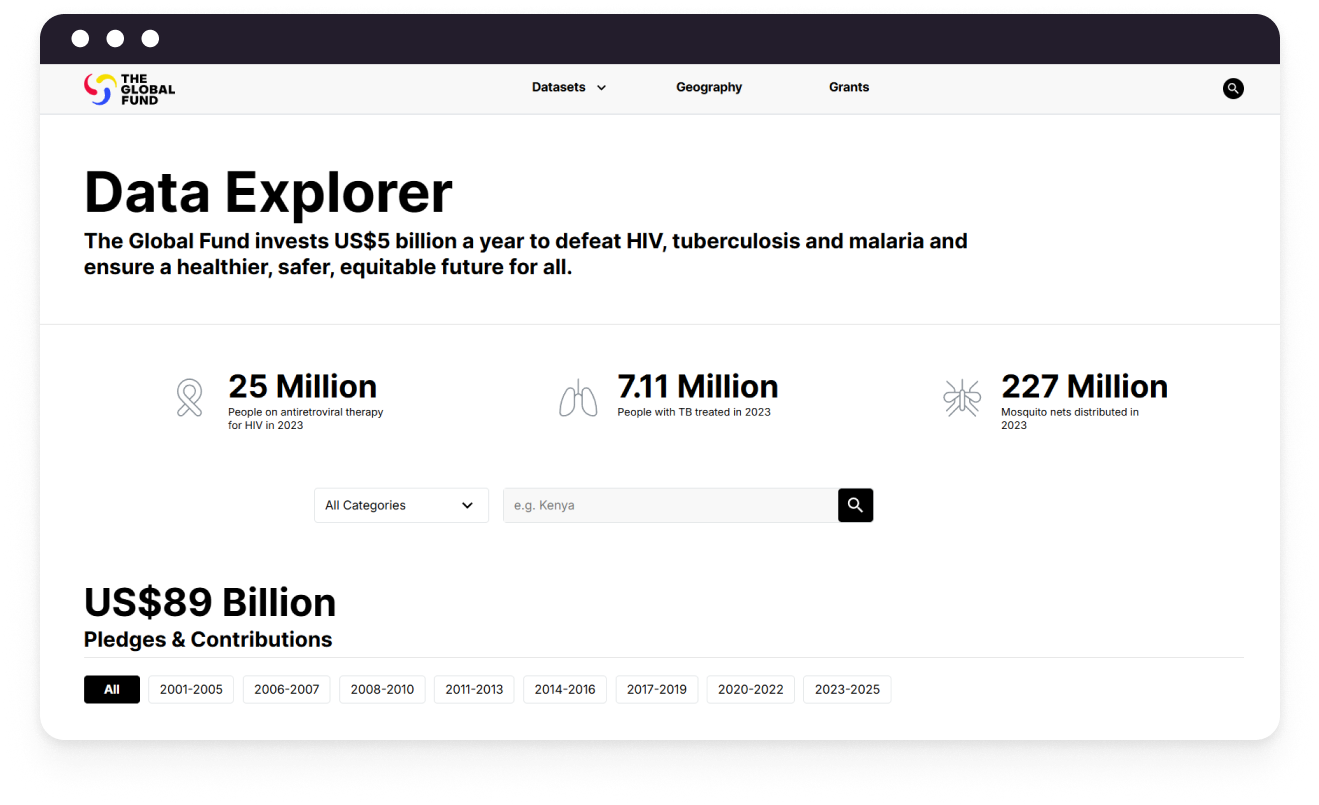 THE
GLOBAL
FUND
Datasets
Geography
Grants
Data Explorer
The Global Fund invests US$5 billion a year to defeat HIV, tuberculosis and malaria and
ensure a healthier, safer, equitable future for all.
25 Million
People on antiretroviral therapy
for HIV in 2023
7.11 Million
People with TB treated in 2023
227 Million
Mosquito nets distributed in
2023
All Categories
e.g. Kenya
US$89 Billion
Pledges & Contributions
All
2001-2005
2006-2007
2008-2010
2011-2013
2014-2016
2017-2019
2020-2022
2023-2025